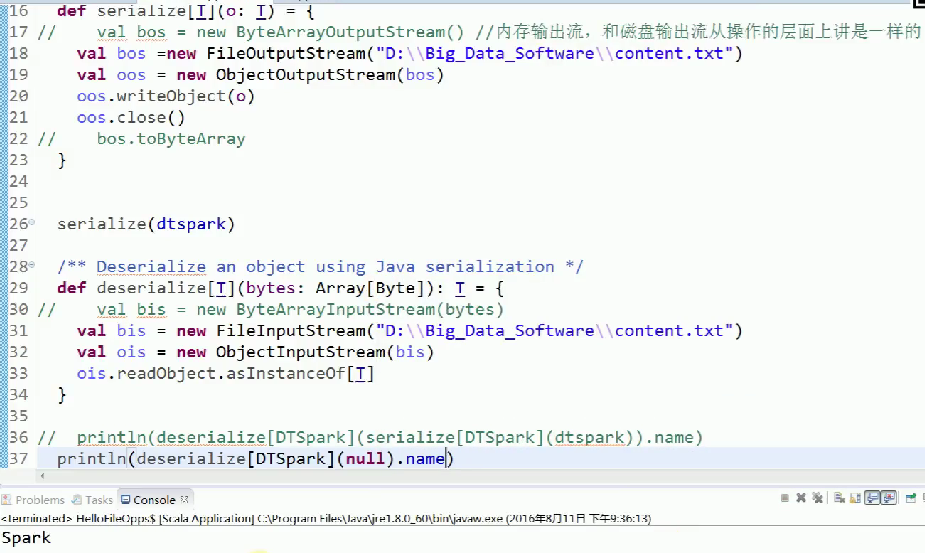 16   def serialize[T](o: T) = {
17 //    val bos = new ByteArrayOutputStream() //内存输出流，和磁盘输出流从操作的层面上讲是一样的
18     val bos =new FileOutputStream("D:\\Big_Data_Software\\content.txt")
19     val oos = new ObjectOutputStream(bos)
20     oos.writeObject(o)
21     oos.close()
22 //    bos.toByteArray
23   }
24
25
26   serialize(dtspark)
27
28   /** Deserialize an object using Java serialization */
29   def deserialize[T](bytes: Array[Byte]): T = {
30 //    val bis = new ByteArrayInputStream(bytes)
31     val bis = new FileInputStream("D:\\Big_Data_Software\\content.txt")
32     val ois = new ObjectInputStream(bis)
33     ois.readObject.asInstanceOf[T]
34   }
35
36 //  println(deserialize[DTSpark](serialize[DTSpark](dtspark)).name)
37   println(deserialize[DTSpark](null).name)
Problems Tasks Console
<terminated> HelloFileOpps$ [Scala Application] C:\Program Files\Java\jre1.8.0_60\bin\javaw.exe (2016年8月11日 下午9:36:13)
Spark